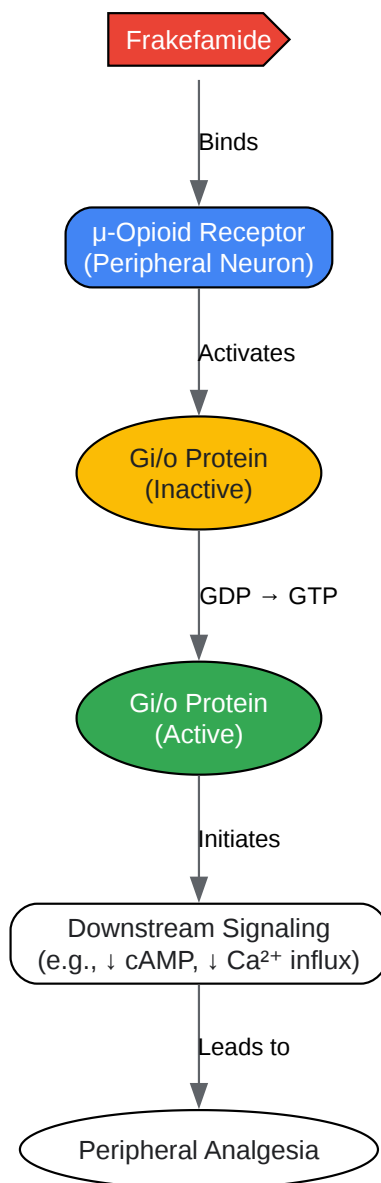 Frakefamide
Binds
μ-Opioid Receptor
(Peripheral Neuron)
Activates
Gi/o Protein
(Inactive)
GDP → GTP
Gi/o Protein
(Active)
Initiates
Downstream Signaling
(e.g., ↓ cAMP, ↓ Ca²⁺ influx)
Leads to
Peripheral Analgesia